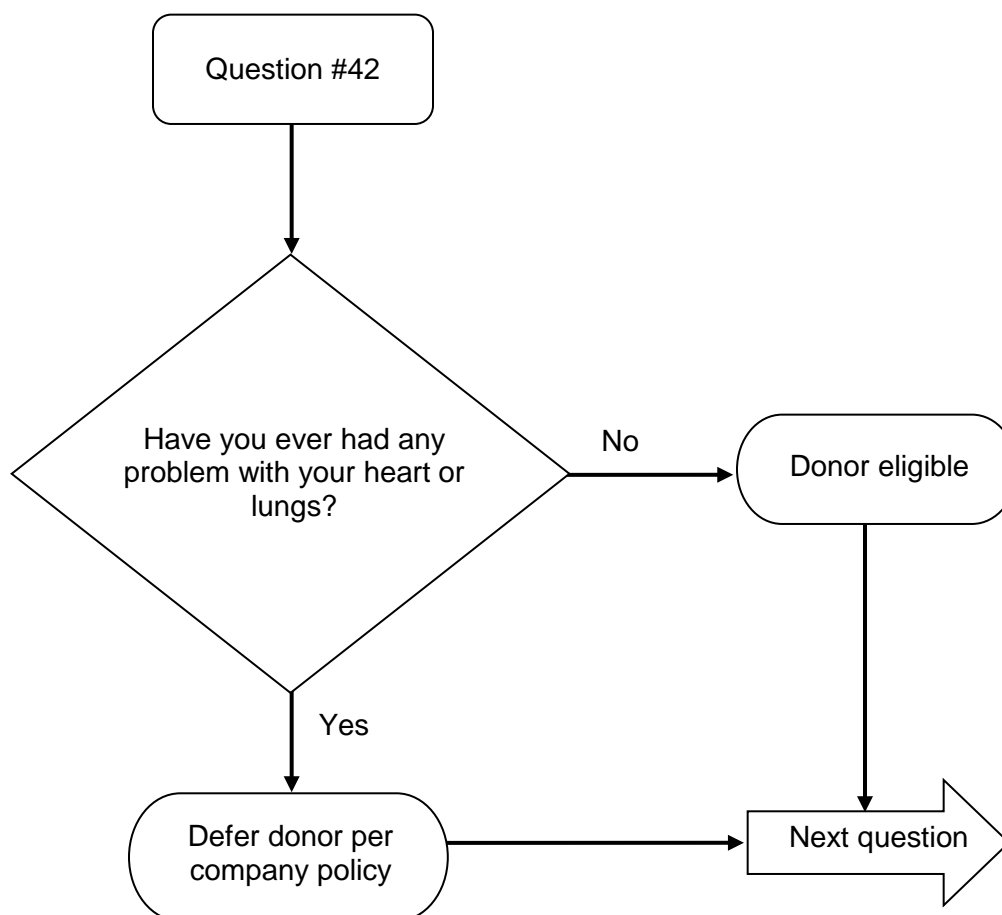 Question #42
Have you ever had any
problem with your heart or
lungs?
No
Donor eligible
Yes
Defer donor per
company policy
Next question